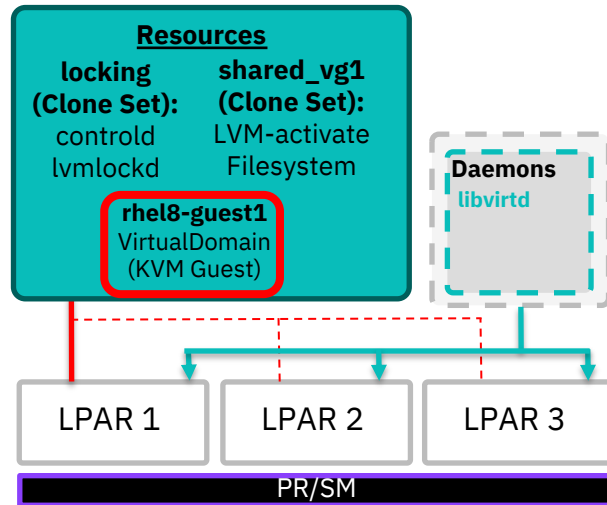 Resources
locking
(Clone Set):
controld
lvmlockd
shared_vg1
(Clone Set):
LVM-activate
Filesystem
rhel8-guest1
VirtualDomain
(KVM Guest)
Daemons
libvirtd
LPAR 1
LPAR 2
LPAR 3
PR/SM